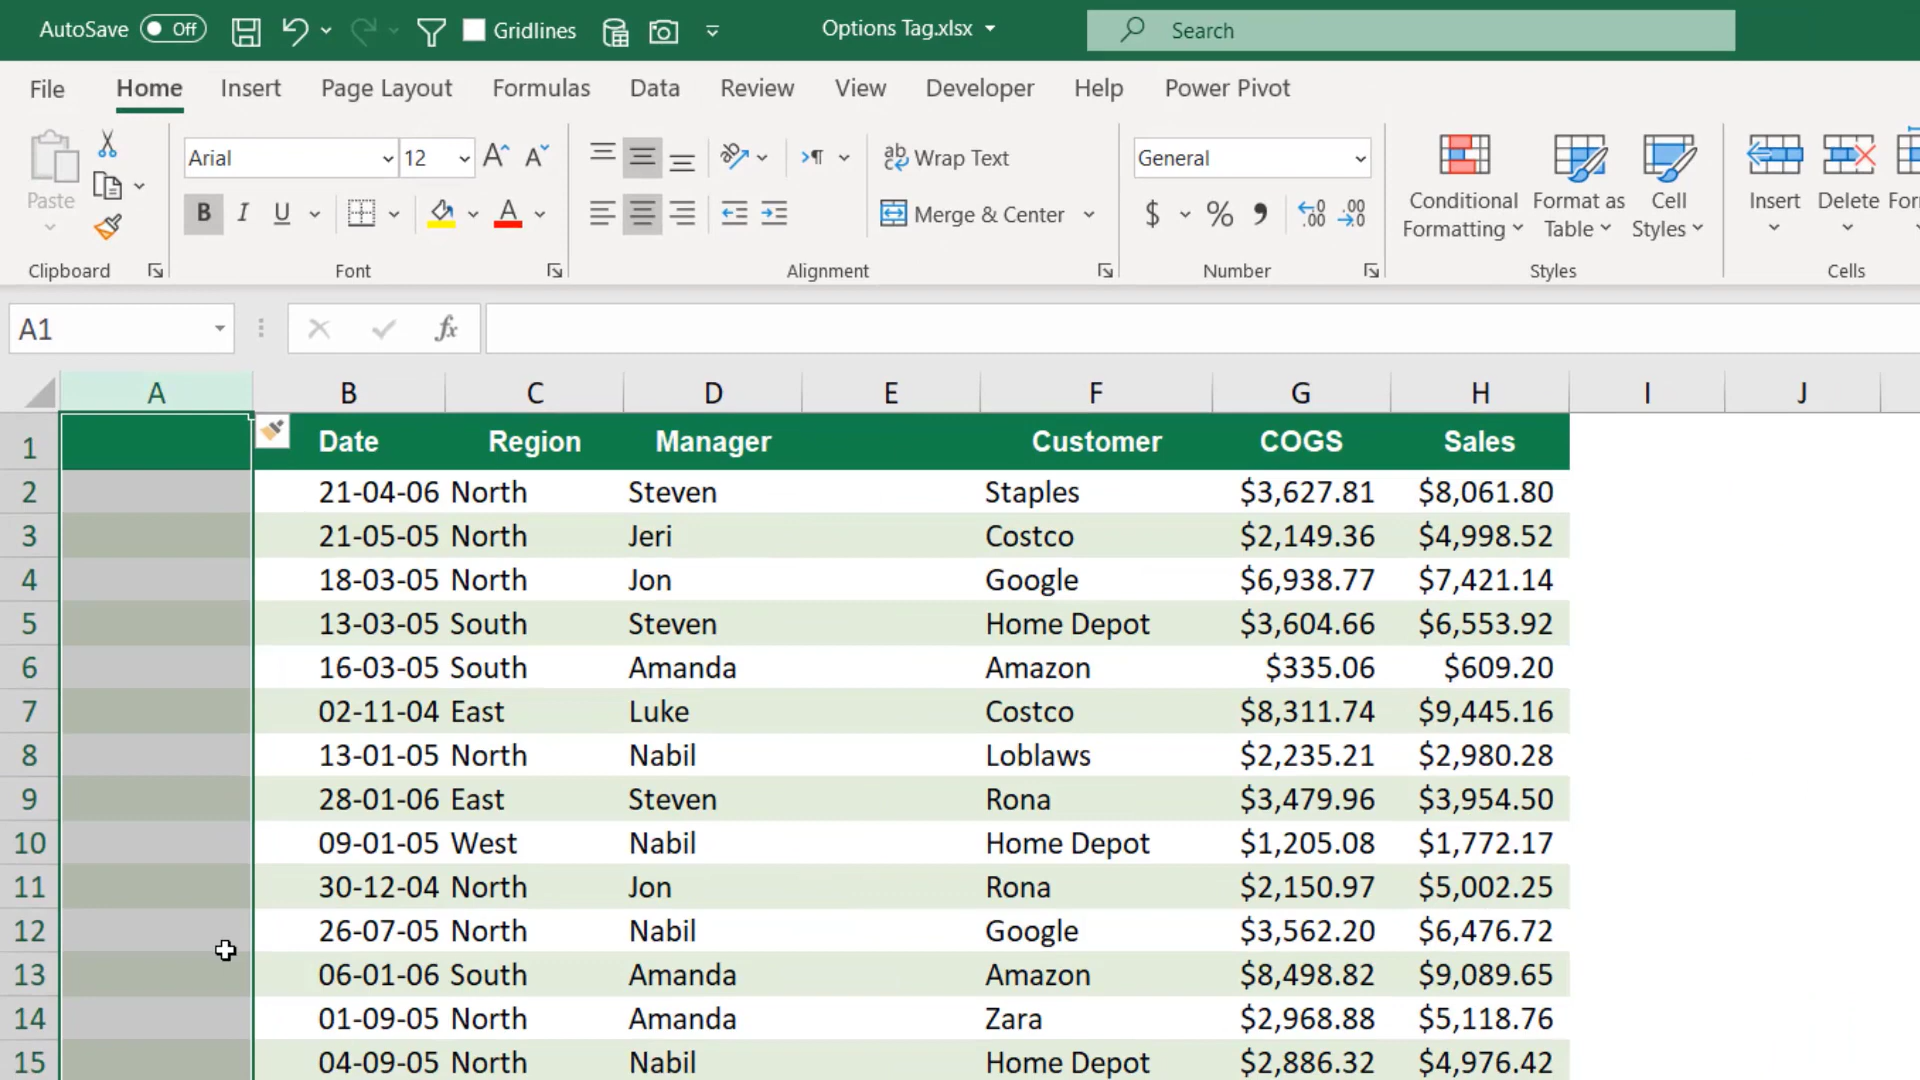 AutoSave Off Gridlines Options Tag.xlsx Search
File Home Insert Page Layout Formulas Data Review View Developer Help Power Pivot
Paste
Clipboard
Arial 12
B I U A
Font
ab Wrap Text
Merge & Center
Alignment
General
$ % , .00 .00
Number
Conditional Formatting
Format as Table
Cell Styles
Styles
Insert
Delete
Cells
A1 fx
A B C D E F G H I J
1 Date Region Manager Customer COGS Sales
2 21-04-06 North Steven Staples $3,627.81 $8,061.80
3 21-05-05 North Jeri Costco $2,149.36 $4,998.52
4 18-03-05 North Jon Google $6,938.77 $7,421.14
5 13-03-05 South Steven Home Depot $3,604.66 $6,553.92
6 16-03-05 South Amanda Amazon $335.06 $609.20
7 02-11-04 East Luke Costco $8,311.74 $9,445.16
8 13-01-05 North Nabil Loblaws $2,235.21 $2,980.28
9 28-01-06 East Steven Rona $3,479.96 $3,954.50
10 09-01-05 West Nabil Home Depot $1,205.08 $1,772.17
11 30-12-04 North Jon Rona $2,150.97 $5,002.25
12 26-07-05 North Nabil Google $3,562.20 $6,476.72
13 06-01-06 South Amanda Amazon $8,498.82 $9,089.65
14 01-09-05 North Amanda Zara $2,968.88 $5,118.76
15 04-09-05 North Nabil Home Depot $2,886.32 $4,976.42